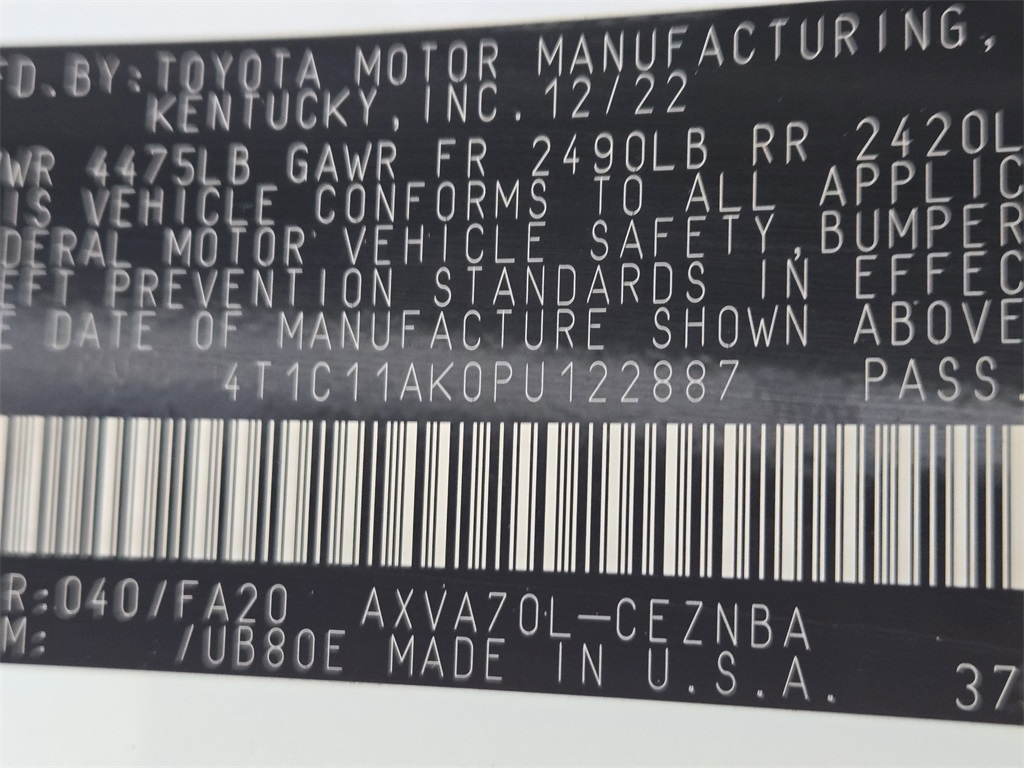 FD.BY:TOYOTA MOTOR MANUFACTURING,
KENTUCKY, INC. 12/22
WR 4475LB GAWR FR 2490LB RR 2420L
IS VEHICLE CONFORMS TO ALL APPLIC
DERAL MOTOR VEHICLE SAFETY,BUMPER
EFT PREVENTION STANDARDS IN EFFEC
E DATE OF MANUFACTURE SHOWN ABOVE
4T1C11AK0PU122887 PASS.
R:040/FA20 AXVA70L-CEZNBA
M: /UB80E MADE IN U.S.A. 37